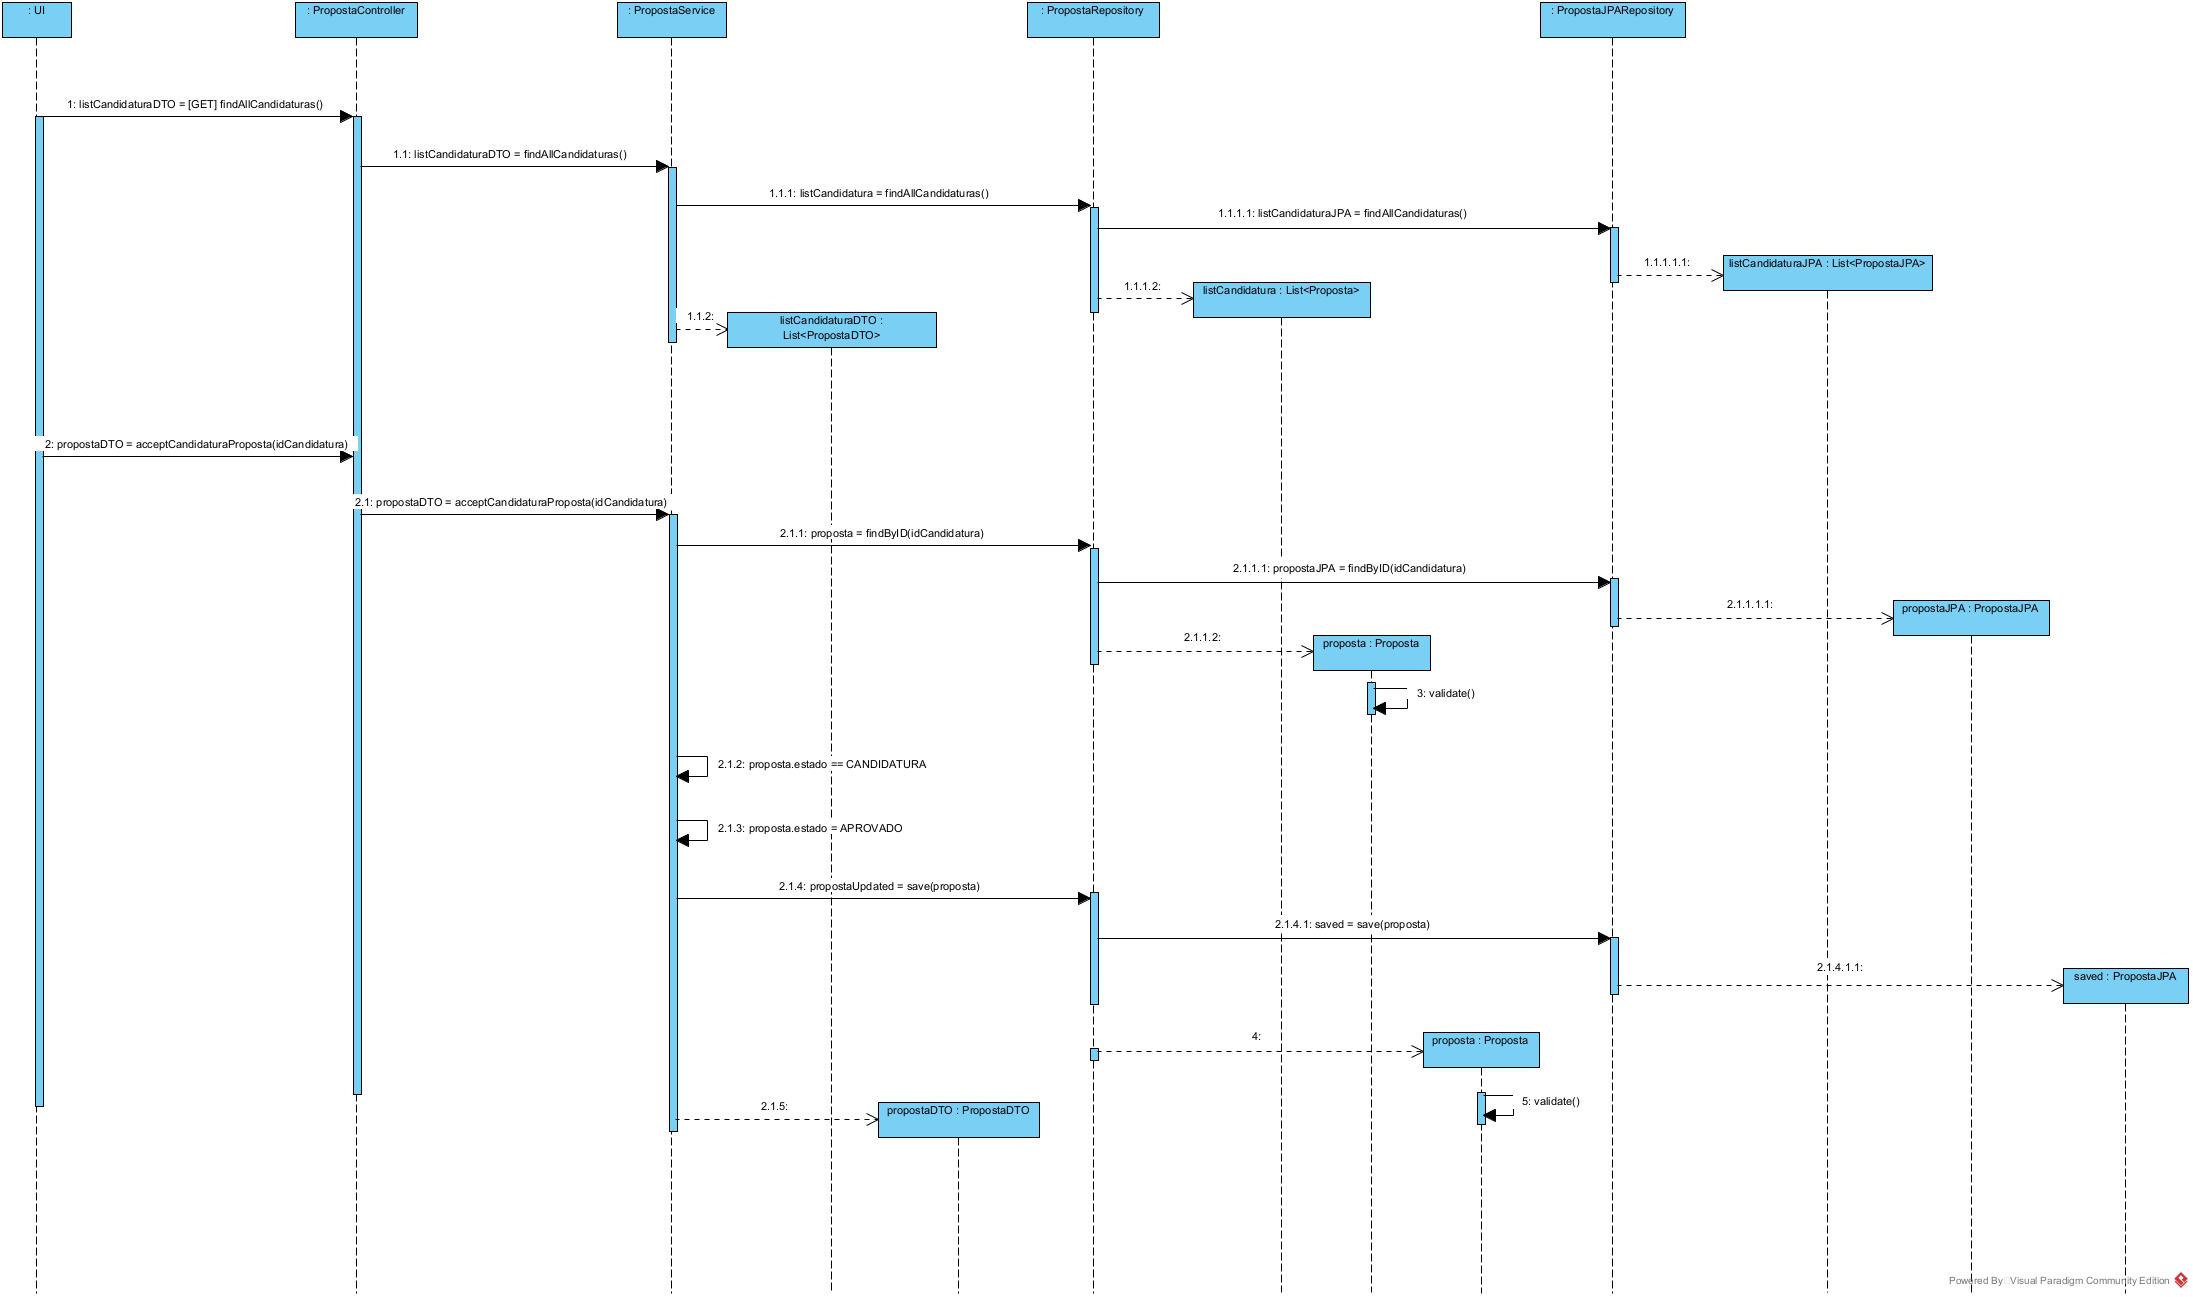 : UI
: PropostaController
: PropostaService
: PropostaRepository
: PropostaJPARepository
1: listCandidaturaDTO = [GET] findAllCandidaturas()
1.1: listCandidaturaDTO = findAllCandidaturas()
1.1.1: listCandidatura = findAllCandidaturas()
1.1.1.1: listCandidaturaJPA = findAllCandidaturas()
1.1.1.1.1:
listCandidaturaJPA : List<PropostaJPA>
1.1.1.2:
listCandidatura : List<Proposta>
1.1.2:
listCandidaturaDTO :
List<PropostaDTO>
2: propostaDTO = acceptCandidaturaProposta(idCandidatura)
2.1: propostaDTO = acceptCandidaturaProposta(idCandidatura)
2.1.1: proposta = findByID(idCandidatura)
2.1.1.1: propostaJPA = findByID(idCandidatura)
2.1.1.1.1:
propostaJPA : PropostaJPA
2.1.1.2:
proposta : Proposta
3: validate()
2.1.2: proposta.estado == CANDIDATURA
2.1.3: proposta.estado = APROVADO
2.1.4: propostaUpdated = save(proposta)
2.1.4.1: saved = save(proposta)
2.1.4.1.1:
saved : PropostaJPA
4:
proposta : Proposta
5: validate()
2.1.5:
propostaDTO : PropostaDTO
Powered By Visual Paradigm Community Edition